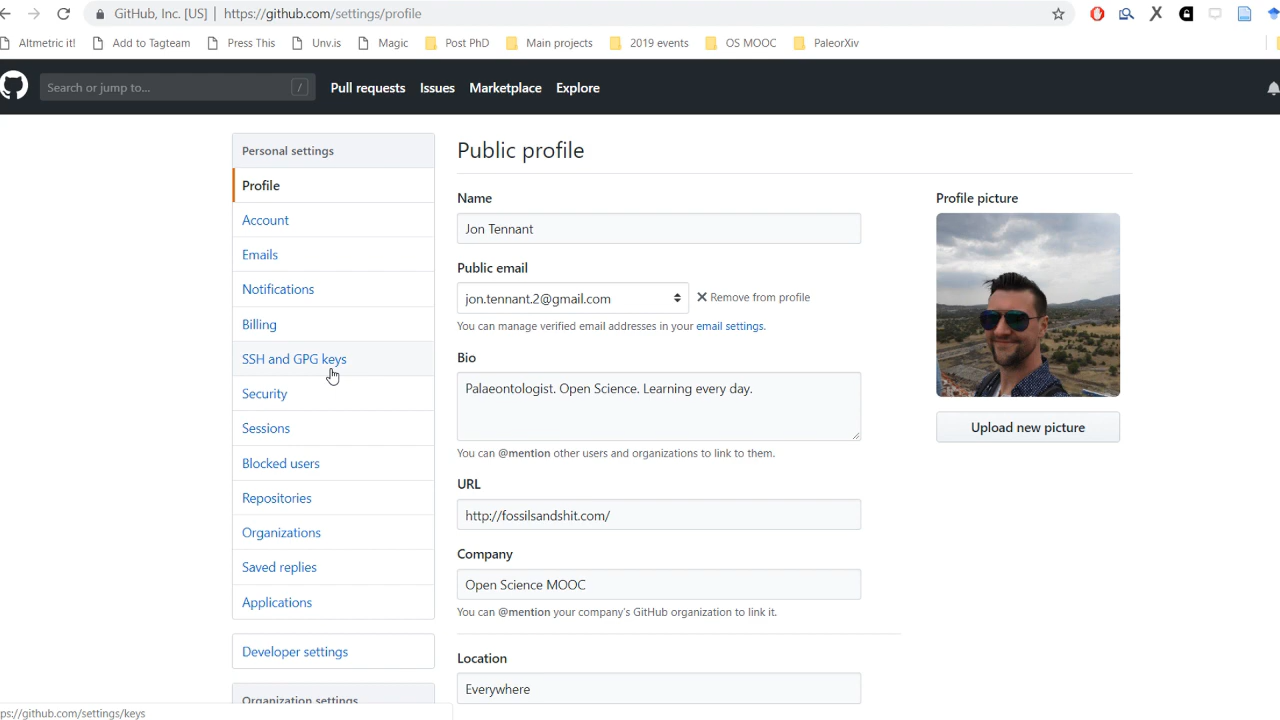 GitHub, Inc. [US] | https://github.com/settings/profile
Altmetric it! Add to Tagteam Press This Unv.is Magic Post PhD Main projects 2019 events OS MOOC PaleorXiv
Search or jump to... / Pull requests Issues Marketplace Explore
Personal settings
Profile
Account
Emails
Notifications
Billing
SSH and GPG keys
Security
Sessions
Blocked users
Repositories
Organizations
Saved replies
Applications
Developer settings
Organization settings
Public profile
Name
Jon Tennant
Public email
jon.tennant.2@gmail.com Remove from profile
You can manage verified email addresses in your email settings.
Bio
Palaeontologist. Open Science. Learning every day.
You can @mention other users and organizations to link to them.
URL
http://fossilsandshit.com/
Company
Open Science MOOC
You can @mention your company's GitHub organization to link it.
Location
Everywhere
Profile picture
Upload new picture
ps://github.com/settings/keys